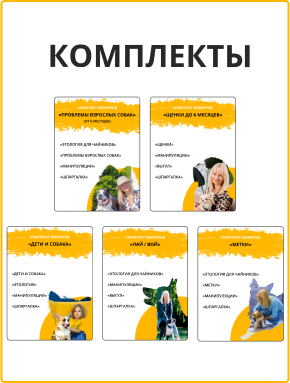 КОМПЛЕКТЫ
КОМПЛЕКТ ВЕБИНАРОВ
«ПРОБЛЕМЫ ВЗРОСЛЫХ СОБАК»
(ОТ 6 МЕСЯЦЕВ)
•ЭТОЛОГИЯ ДЛЯ ЧАЙНИКОВ»
•ПРОБЛЕМЫ ВЗРОСЛЫХ СОБАК»
•МАНИПУЛЯЦИИ»
•ШПАРГАЛКА»
КОМПЛЕКТ ВЕБИНАРОВ
«ЩЕНКИ ДО 6 МЕСЯЦЕВ»
•ЩЕНКИ»
•МАНИПУЛЯЦИИ»
•ВЫГУЛ»
•ШПАРГАЛКА»
КОМПЛЕКТ ВЕБИНАРОВ
«ДЕТИ И СОБАКА»
•ДЕТИ И СОБАКА»
•ЭТОЛОГИЯ»
•МАНИПУЛЯЦИИ»
•ШПАРГАЛКА»
КОМПЛЕКТ ВЕБИНАРОВ
«ЛАЙ / ВОЙ»
•ЭТОЛОГИЯ ДЛЯ ЧАЙНИКОВ»
•МАНИПУЛЯЦИИ»
•ВЫГУЛ»
•ШПАРГАЛКА»
КОМПЛЕКТ ВЕБИНАРОВ
«МЕТКИ»
•ЭТОЛОГИЯ ДЛЯ ЧАЙНИКОВ»
•МЕТКИ»
•МАНИПУЛЯЦИИ»
•ШПАРГАЛКА»